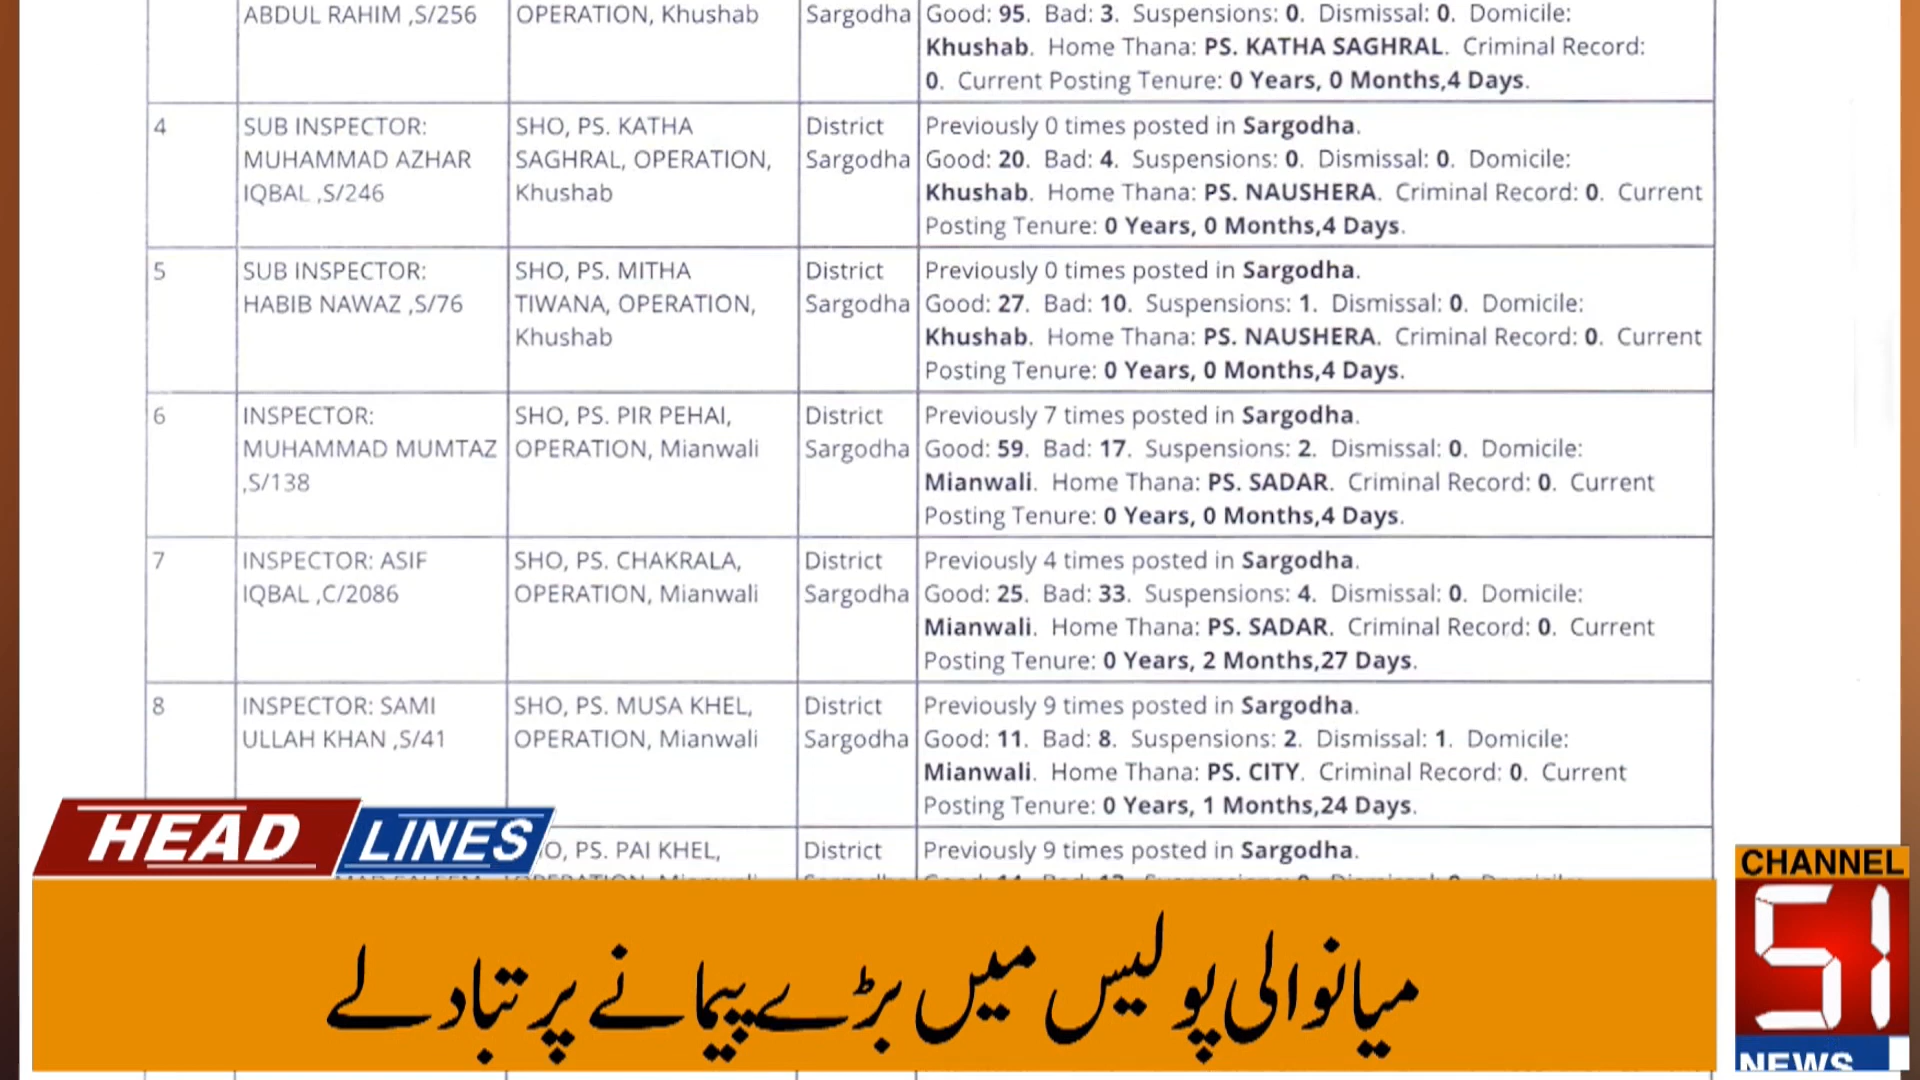 ABDUL RAHIM ,S/256
OPERATION, Khushab
Sargodha
Good: 95. Bad: 3. Suspensions: 0. Dismissal: 0. Domicile:
Khushab. Home Thana: PS. KATHA SAGHRAL. Criminal Record:
0. Current Posting Tenure: 0 Years, 0 Months,4 Days.
4
SUB INSPECTOR:
MUHAMMAD AZHAR
IQBAL ,S/246
SHO, PS. KATHA
SAGHRAL, OPERATION,
Khushab
District
Sargodha
Previously 0 times posted in Sargodha.
Good: 20. Bad: 4. Suspensions: 0. Dismissal: 0. Domicile:
Khushab. Home Thana: PS. NAUSHERA. Criminal Record: 0. Current
Posting Tenure: 0 Years, 0 Months,4 Days.
5
SUB INSPECTOR:
HABIB NAWAZ ,S/76
SHO, PS. MITHA
TIWANA, OPERATION,
Khushab
District
Sargodha
Previously 0 times posted in Sargodha.
Good: 27. Bad: 10. Suspensions: 1. Dismissal: 0. Domicile:
Khushab. Home Thana: PS. NAUSHERA. Criminal Record: 0. Current
Posting Tenure: 0 Years, 0 Months,4 Days.
6
INSPECTOR:
MUHAMMAD MUMTAZ
,S/138
SHO, PS. PIR PEHAI,
OPERATION, Mianwali
District
Sargodha
Previously 7 times posted in Sargodha.
Good: 59. Bad: 17. Suspensions: 2. Dismissal: 0. Domicile:
Mianwali. Home Thana: PS. SADAR. Criminal Record: 0. Current
Posting Tenure: 0 Years, 0 Months,4 Days.
7
INSPECTOR: ASIF
IQBAL ,C/2086
SHO, PS. CHAKRALA,
OPERATION, Mianwali
District
Sargodha
Previously 4 times posted in Sargodha.
Good: 25. Bad: 33. Suspensions: 4. Dismissal: 0. Domicile:
Mianwali. Home Thana: PS. SADAR. Criminal Record: 0. Current
Posting Tenure: 0 Years, 2 Months,27 Days.
8
INSPECTOR: SAMI
ULLAH KHAN ,S/41
SHO, PS. MUSA KHEL,
OPERATION, Mianwali
District
Sargodha
Previously 9 times posted in Sargodha.
Good: 11. Bad: 8. Suspensions: 2. Dismissal: 1. Domicile:
Mianwali. Home Thana: PS. CITY. Criminal Record: 0. Current
Posting Tenure: 0 Years, 1 Months,24 Days.
PS. PAI KHEL,
District
Previously 9 times posted in Sargodha.
HEAD LINES
میانوالی پولیس میں بڑے پیمانے پر تبادلے
CHANNEL
51
NEWS